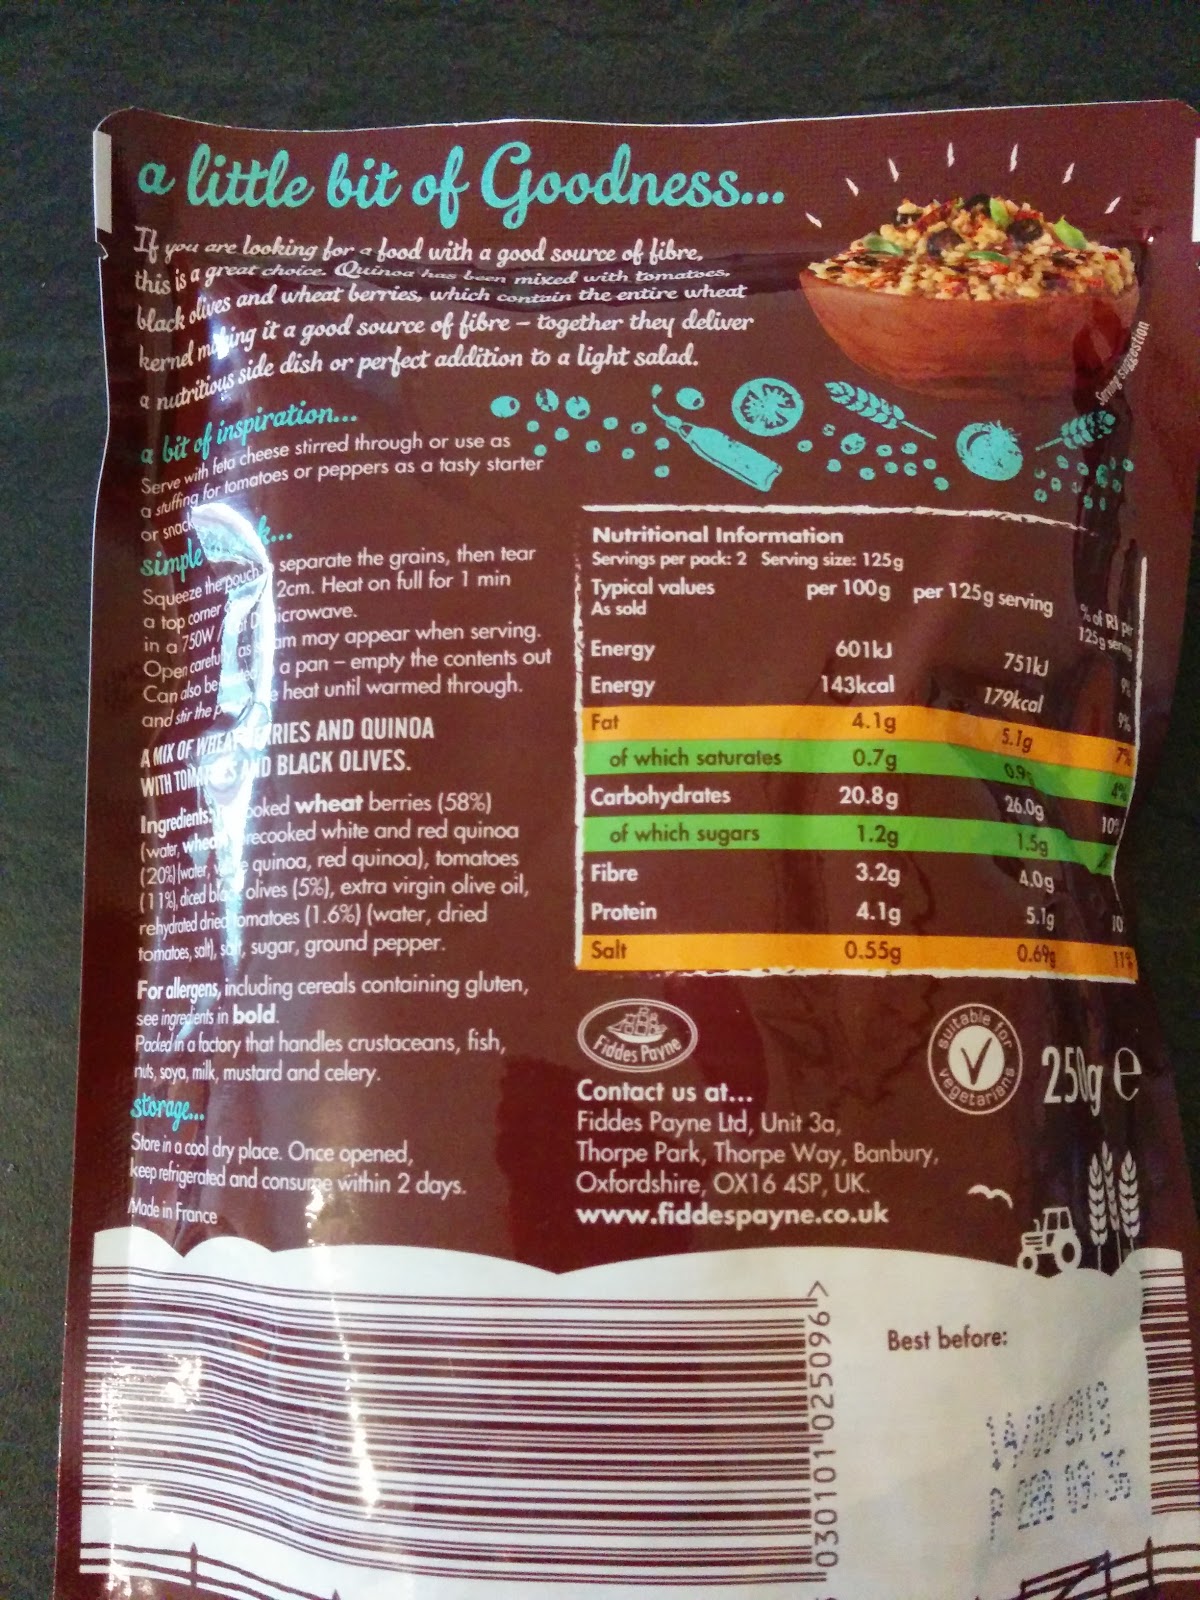 a little bit of Goodness...
If you are looking for a food with a good source of fibre,
this is a great choice. Quinoa has been mixed with tomatoes,
black olives and wheat berries, which contain the entire wheat
kernel making it a good source of fibre – together they deliver
a nutritious side dish or perfect addition to a light salad.
Serving suggestion
a bit of inspiration...
Serve with feta cheese stirred through or use as
a stuffing for tomatoes or peppers as a tasty starter
or snack
simple
Squeeze the pouch separate the grains, then tear
a top corner 2cm. Heat on full for 1 min
in a 750W
Open carefully as steam may appear when serving.
Can also be heated a pan – empty the contents out
and stir the heat until warmed through.
A MIX OF WHEAT BERRIES AND QUINOA
WITH TOMATOES AND BLACK OLIVES.
Ingredients: wheat berries (58%)
(water, wheat precooked white and red quinoa
(20%) (water, white quinoa, red quinoa), tomatoes
(11%), diced black olives (5%), extra virgin olive oil,
rehydrated dried tomatoes (1.6%) (water, dried
tomatoes, salt), salt, sugar, ground pepper.
For allergens, including cereals containing gluten,
see ingredients in bold.
Packed in a factory that handles crustaceans, fish,
nuts, soya, milk, mustard and celery.
storage...
Store in a cool dry place. Once opened,
keep refrigerated and consume within 2 days.
Made in France
Nutritional Information
Servings per pack: 2 Serving size: 125g
Typical values per 100g per 125g serving % of RI per
As sold 125g serving
Energy 601kJ 751kJ 9%
Energy 143kcal 179kcal 9%
Fat 4.1g 5.1g 7%
of which saturates 0.7g 0.9g 4%
Carbohydrates 20.8g 26.0g 10%
of which sugars 1.2g 1.5g
Fibre 3.2g 4.0g
Protein 4.1g 5.1g 10
Salt 0.55g 0.69g 11%
Fiddes Payne
suitable for vegetarians
250g e
Contact us at...
Fiddes Payne Ltd, Unit 3a,
Thorpe Park, Thorpe Way, Banbury,
Oxfordshire, OX16 4SP, UK.
www.fiddespayne.co.uk
Best before:
030101 025096 >